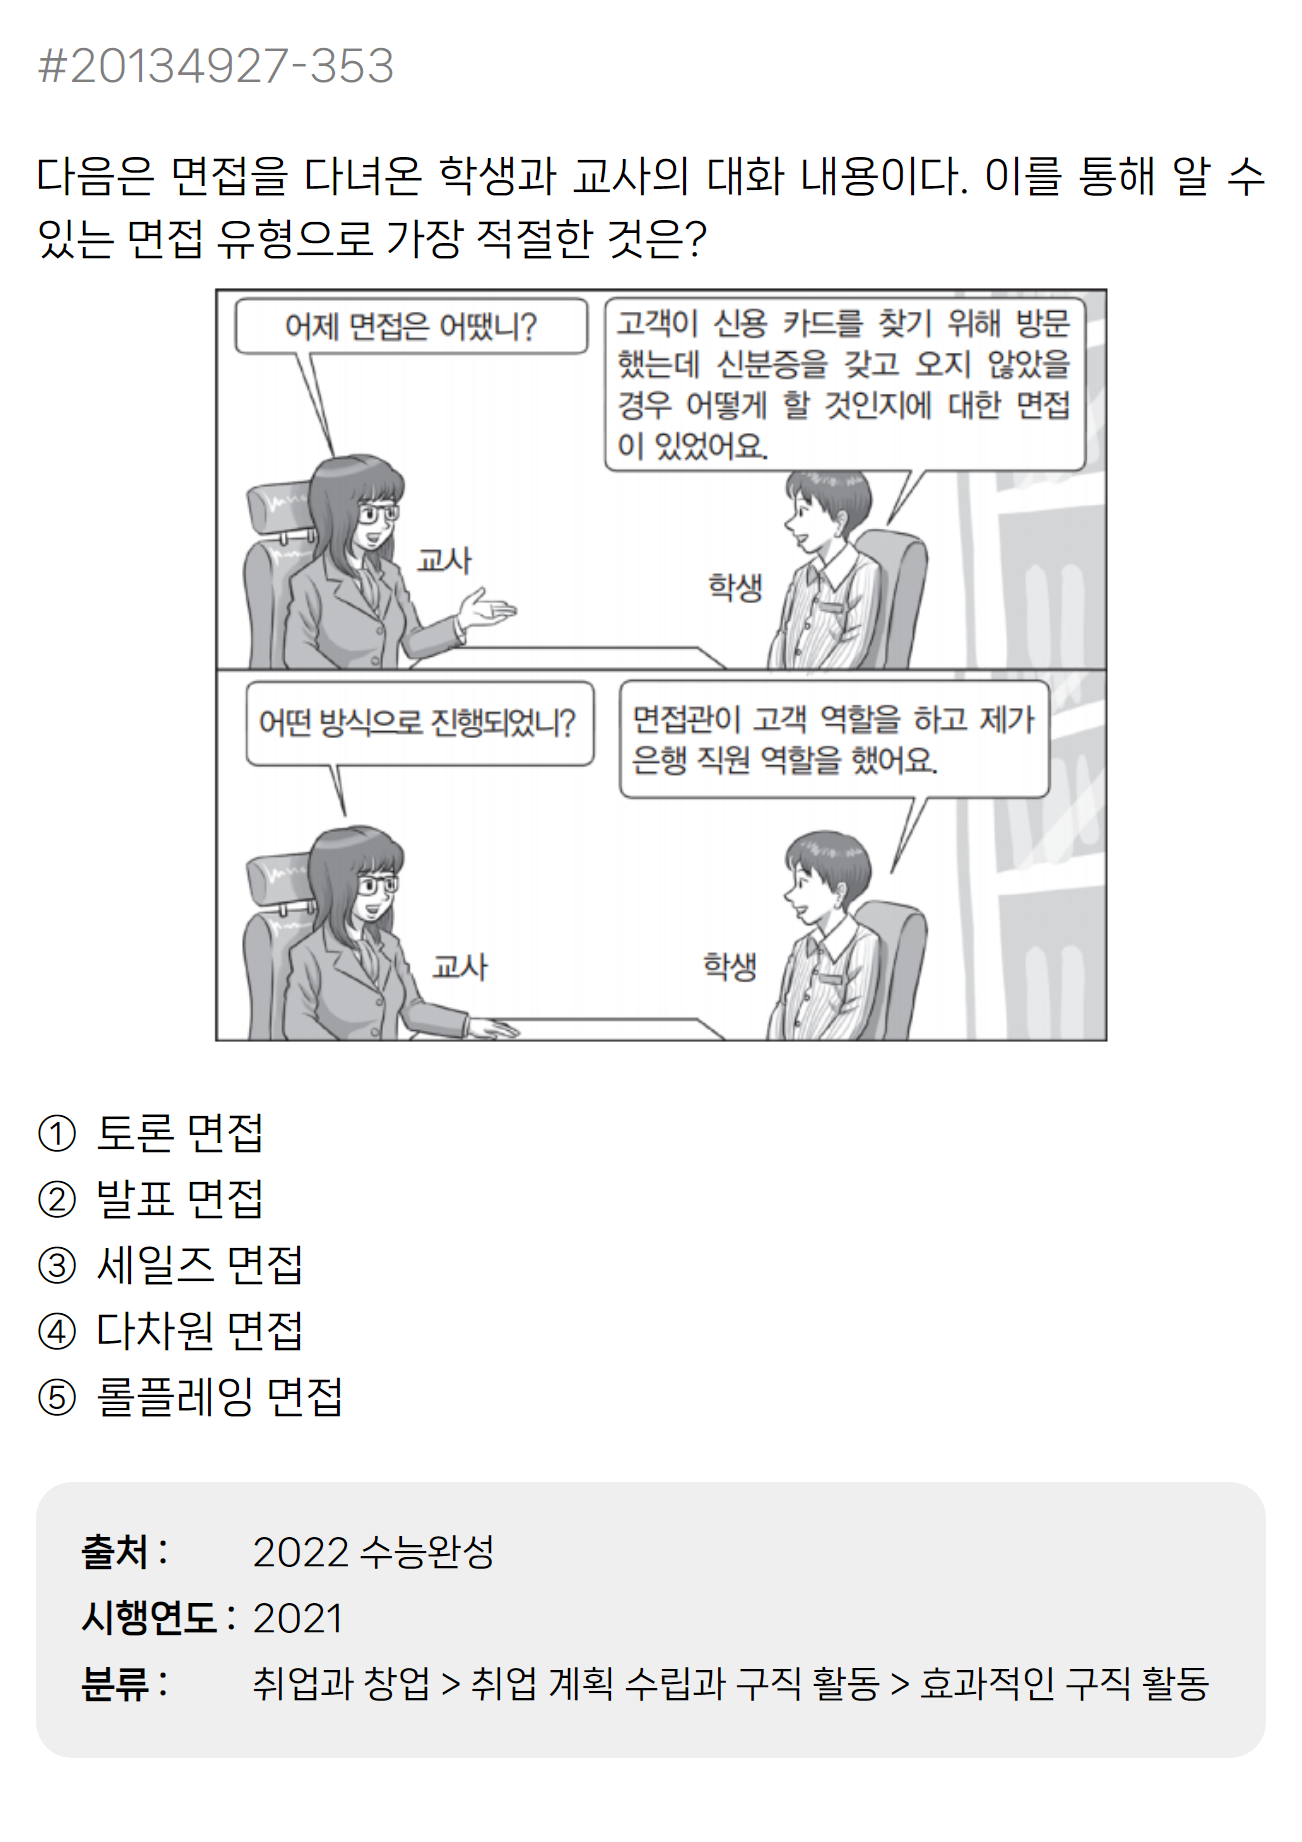 #20134927-353
다음은 면접을 다녀온 학생과 교사의 대화 내용이다. 이를 통해 알 수
있는 면접 유형으로 가장 적절한 것은?
어제 면접은 어땠니?
고객이 신용 카드를 찾기 위해 방문
했는데 신분증을 갖고 오지 않았을
경우 어떻게 할 것인지에 대한 면접
이 있었어요.
교사
학생
어떤 방식으로 진행되었니?
면접관이 고객 역할을 하고 제가
은행 직원 역할을 했어요.
교사
학생
① 토론 면접
② 발표 면접
③ 세일즈 면접
④ 다차원 면접
⑤ 롤플레잉 면접
출처 : 2022 수능완성
시행연도 : 2021
분류 : 취업과 창업 > 취업 계획 수립과 구직 활동 > 효과적인 구직 활동